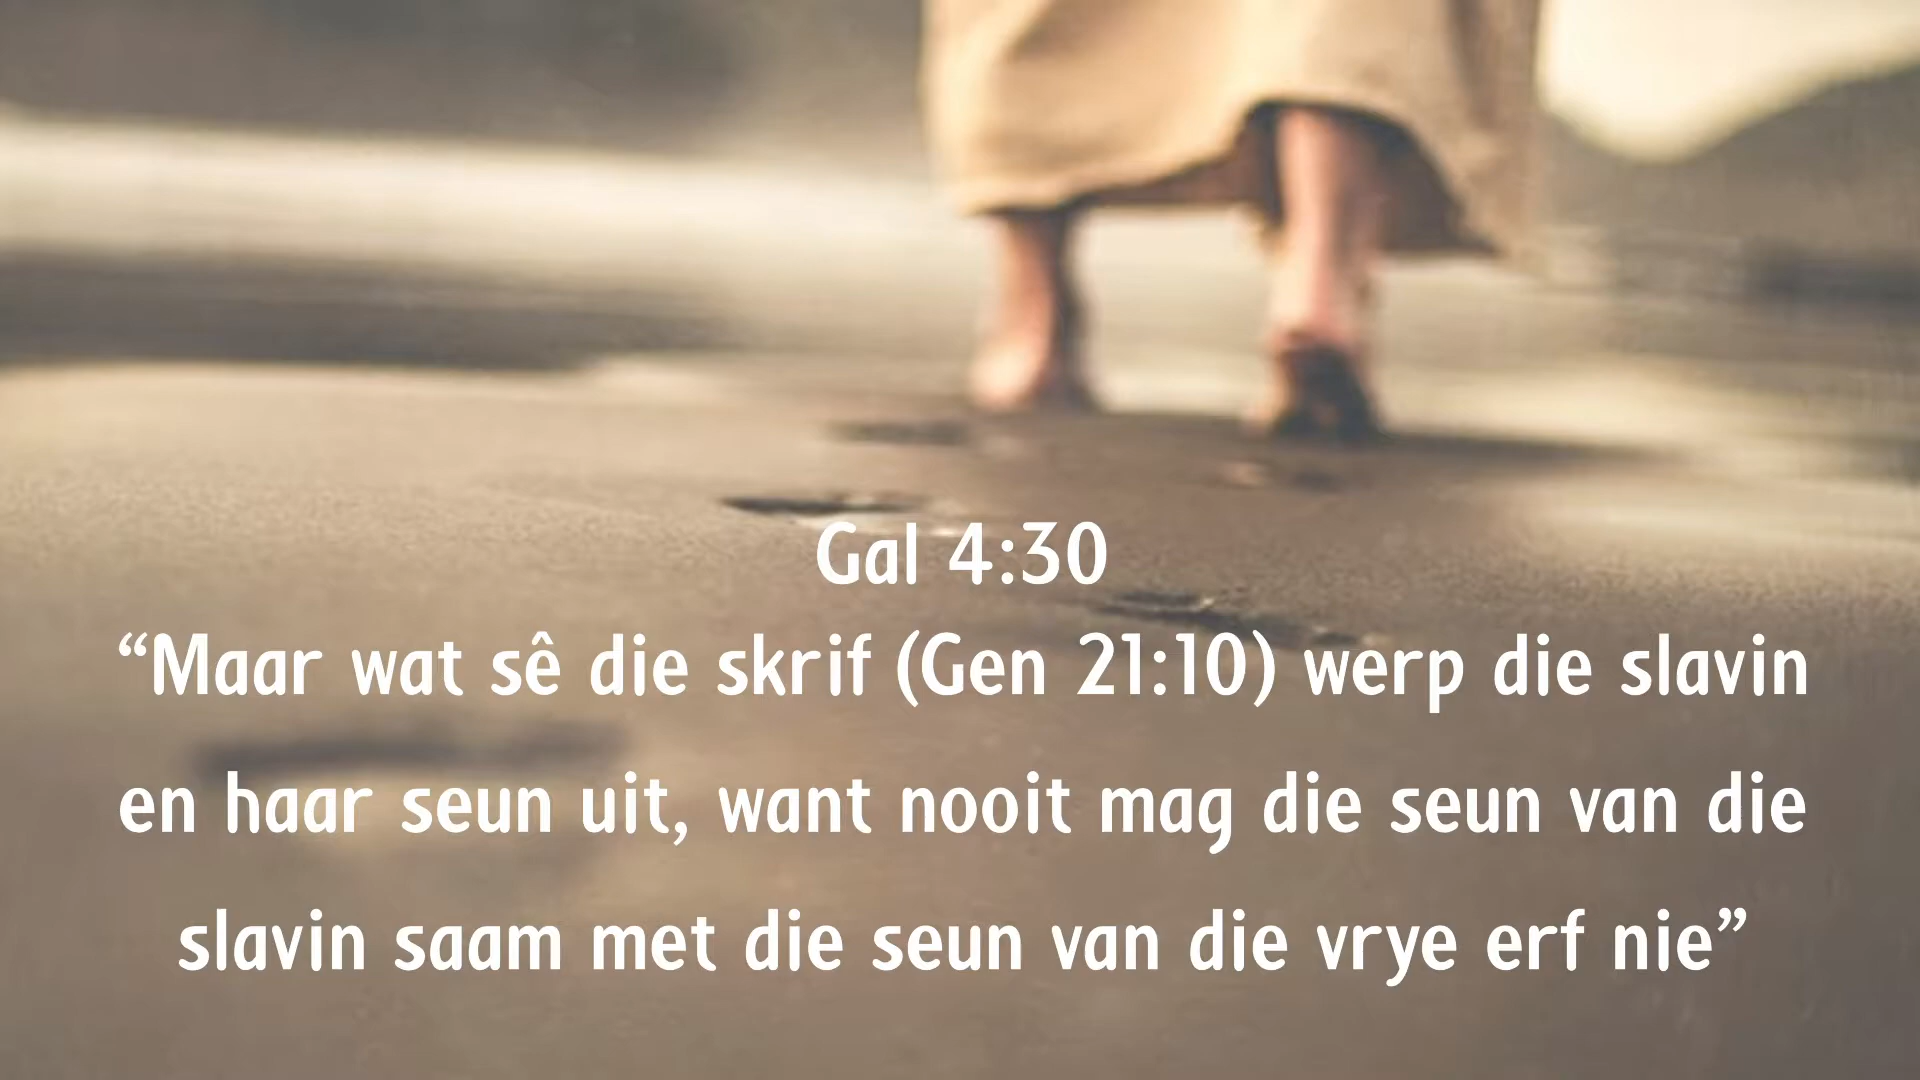 Gal 4:30
“Maar wat sê die skrif (Gen 21:10) werp die slavin
en haar seun uit, want nooit mag die seun van die
slavin saam met die seun van die vrye erf nie”